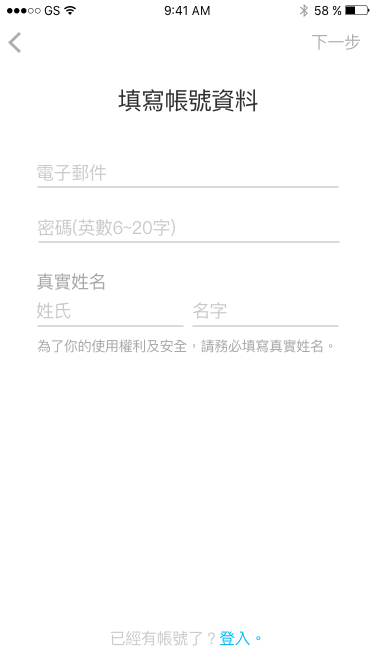 GS 9:41 AM 58 %
下一步
填寫帳號資料
電子郵件
密碼(英數6~20字)
真實姓名
姓氏 名字
為了你的使用權利及安全，請務必填寫真實姓名。
已經有帳號了？登入。